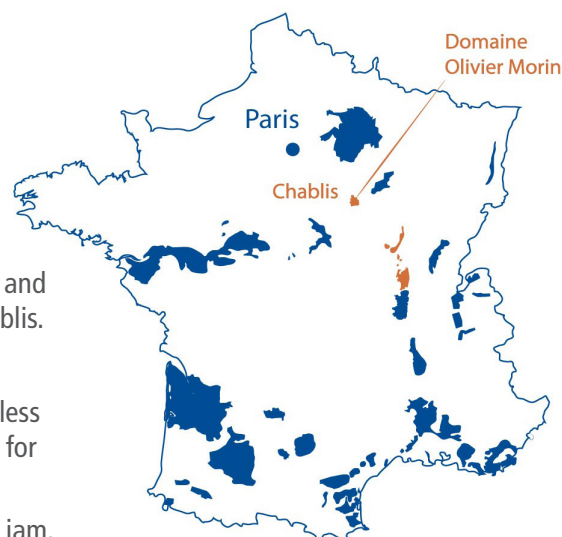 Domaine
Olivier Morin
Paris
Chablis
and
blis.
less
for
jam.